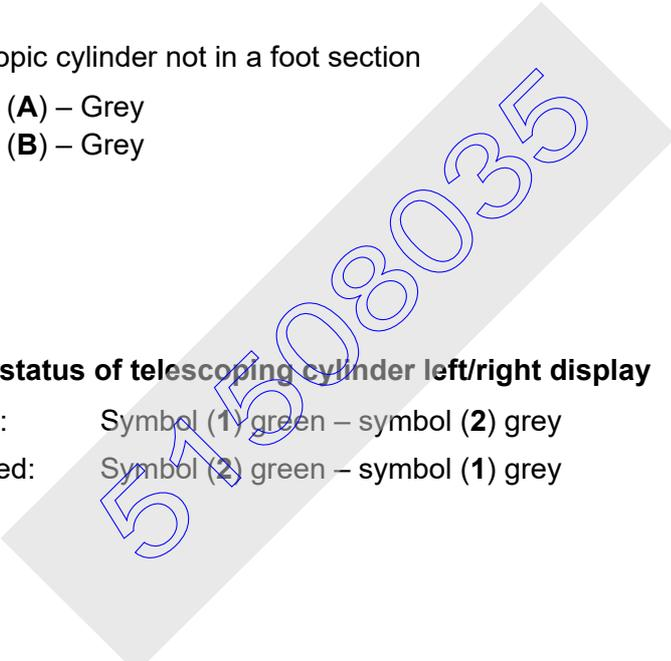 opic cylinder not in a foot section
(A) – Grey
(B) – Grey
status of telescoping cylinder left/right display
: Symbol (1) green – symbol (2) grey
ed: Symbol (2) green – symbol (1) grey
51508035